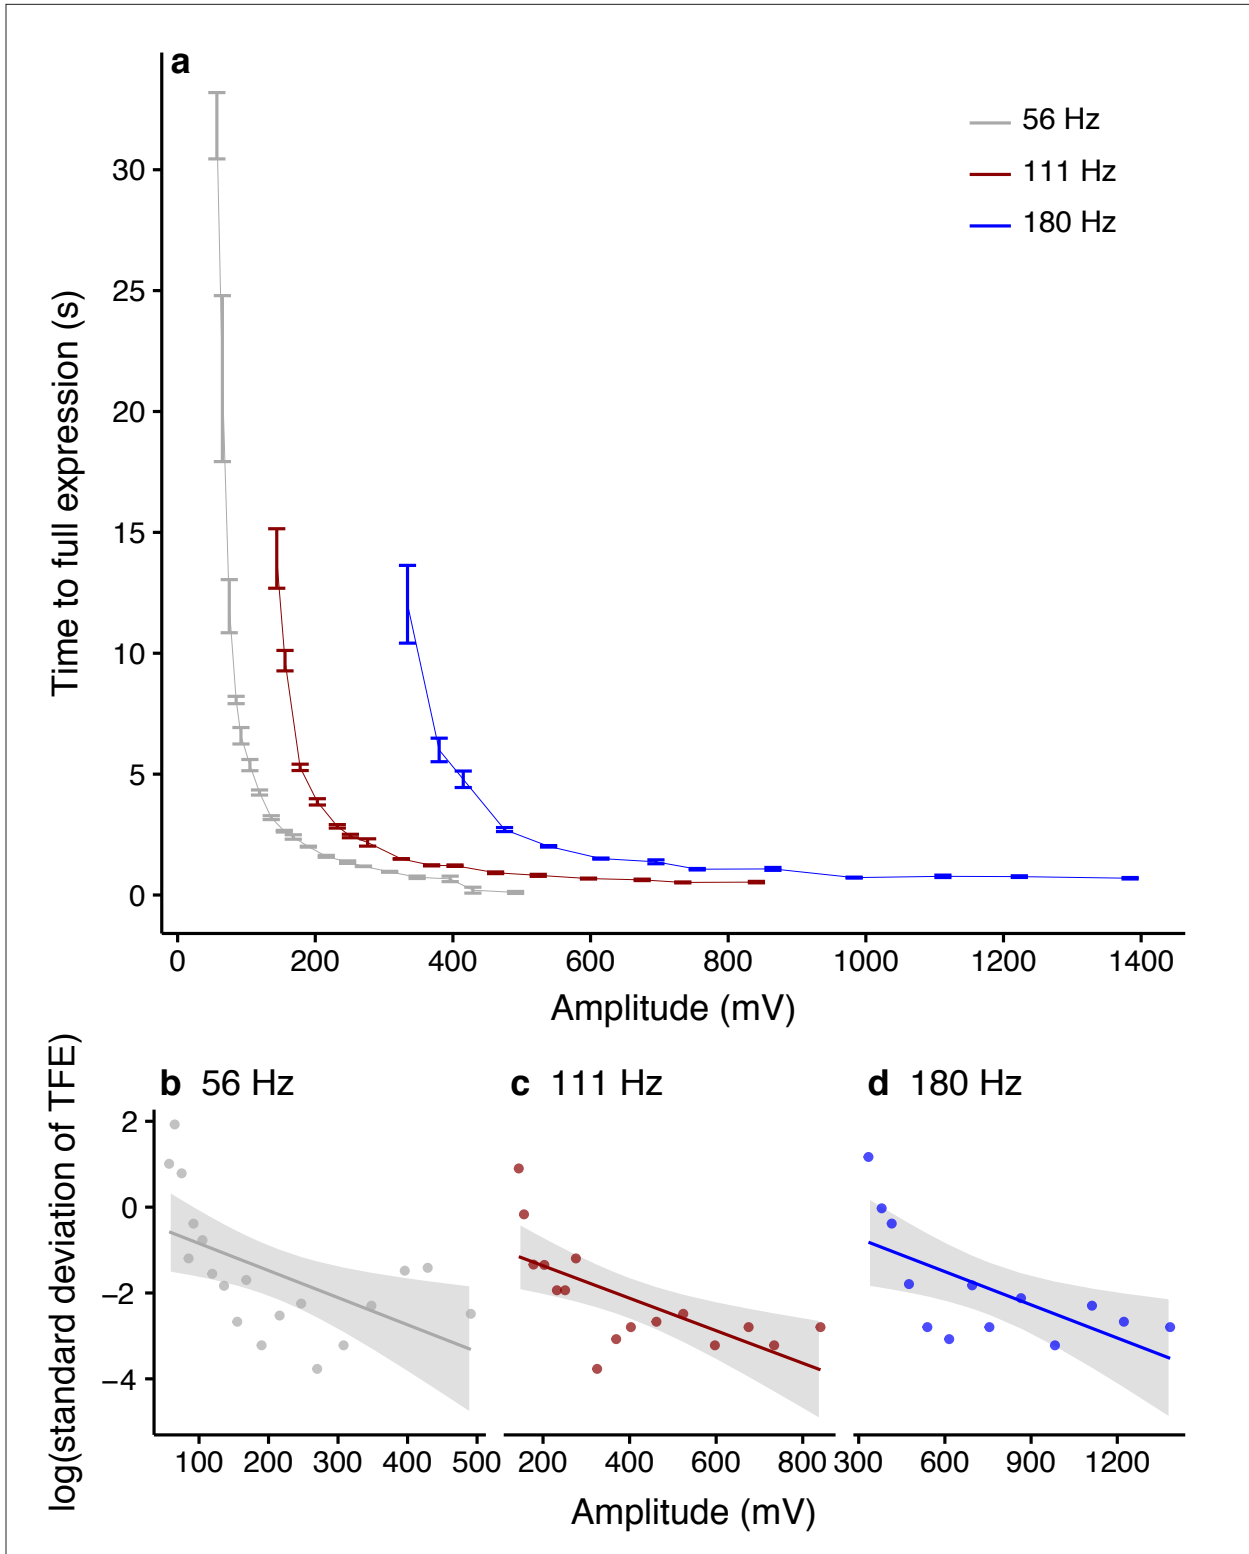 a
56 Hz
111 Hz
180 Hz
Time to full expression (s)
30
25
20
15
10
5
0
0 200 400 600 800 1000 1200 1400
Amplitude (mV)
b 56 Hz
c 111 Hz
d 180 Hz
log(standard deviation of TFE)
2
0
−2
−4
100 200 300 400 500
200 400 600 800
300 600 900 1200
Amplitude (mV)